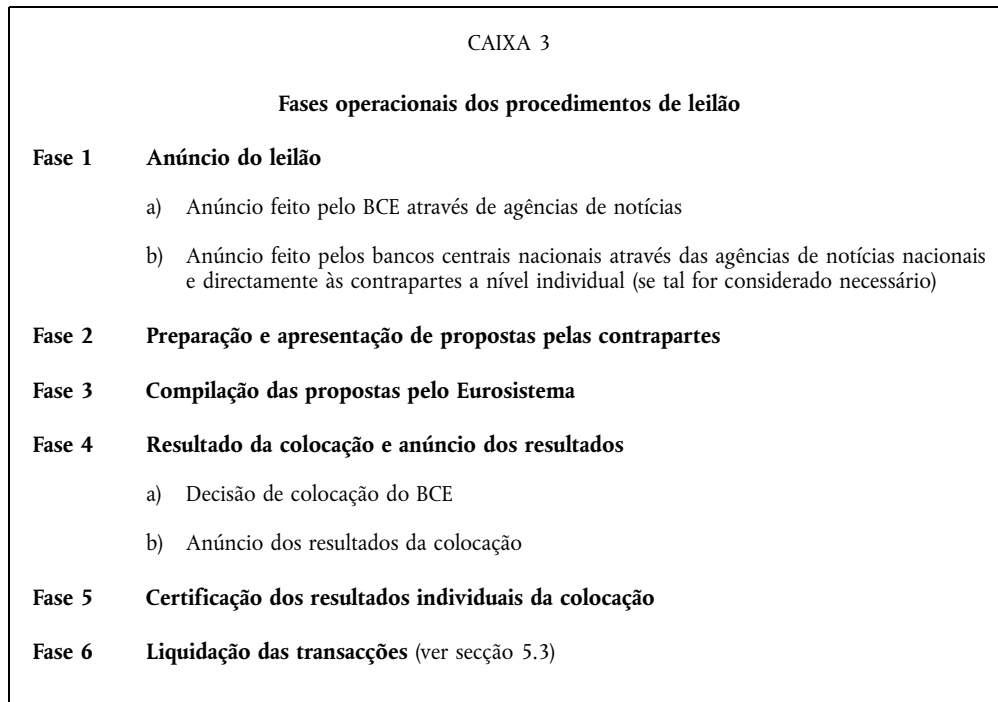 CAIXA 3
Fases operacionais dos procedimentos de leilão
Fase 1 Anúncio do leilão
a) Anúncio feito pelo BCE através de agências de notícias
b) Anúncio feito pelos bancos centrais nacionais através das agências de notícias nacionais
e directamente às contrapartes a nível individual (se tal for considerado necessário)
Fase 2 Preparação e apresentação de propostas pelas contrapartes
Fase 3 Compilação das propostas pelo Eurosistema
Fase 4 Resultado da colocação e anúncio dos resultados
a) Decisão de colocação do BCE
b) Anúncio dos resultados da colocação
Fase 5 Certificação dos resultados individuais da colocação
Fase 6 Liquidação das transacções (ver secção 5.3)